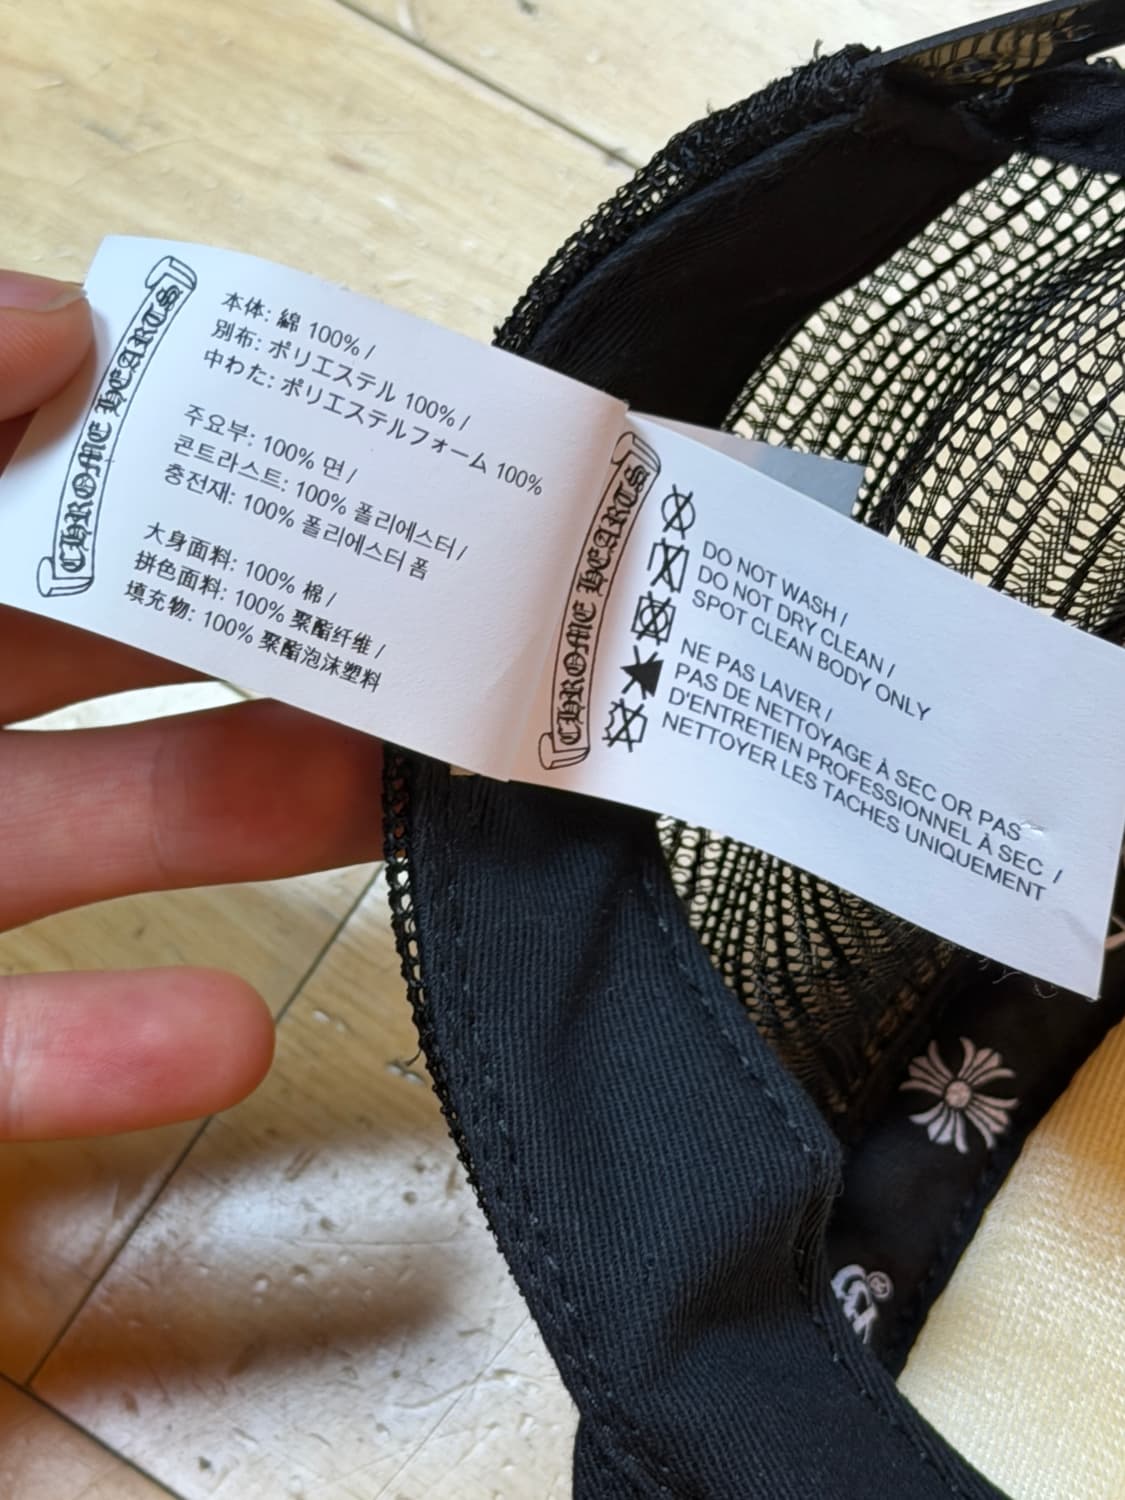 CHROME HEARTS
本体: 綿 100% /
別布: ポリエステル 100% /
中わた: ポリエステルフォーム 100%
주요부: 100% 면 /
콘트라스트: 100% 폴리에스터 /
충전재: 100% 폴리에스터 폼
大身面料: 100% 棉 /
拼色面料: 100% 聚酯纤维 /
填充物: 100% 聚酯泡沫塑料
CHROME HEARTS
DO NOT WASH /
DO NOT DRY CLEAN /
SPOT CLEAN BODY ONLY
NE PAS LAVER /
PAS DE NETTOYAGE À SEC OR PAS
D'ENTRETIEN PROFESSIONNEL À SEC /
NETTOYER LES TACHES UNIQUEMENT